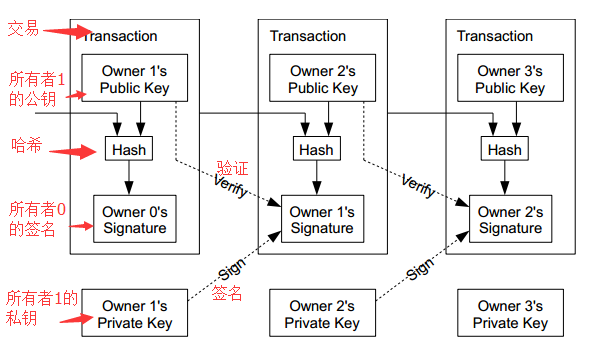 交易
Transaction
Transaction
Transaction
所有者1
的公钥
Owner 1's
Public Key
Owner 2's
Public Key
Owner 3's
Public Key
哈希
Hash
Hash
Hash
验证
Verify
Verify
所有者0
的签名
Owner 0's
Signature
Owner 1's
Signature
Owner 2's
Signature
Sign
签名
Sign
所有者1的
私钥
Owner 1's
Private Key
Owner 2's
Private Key
Owner 3's
Private Key